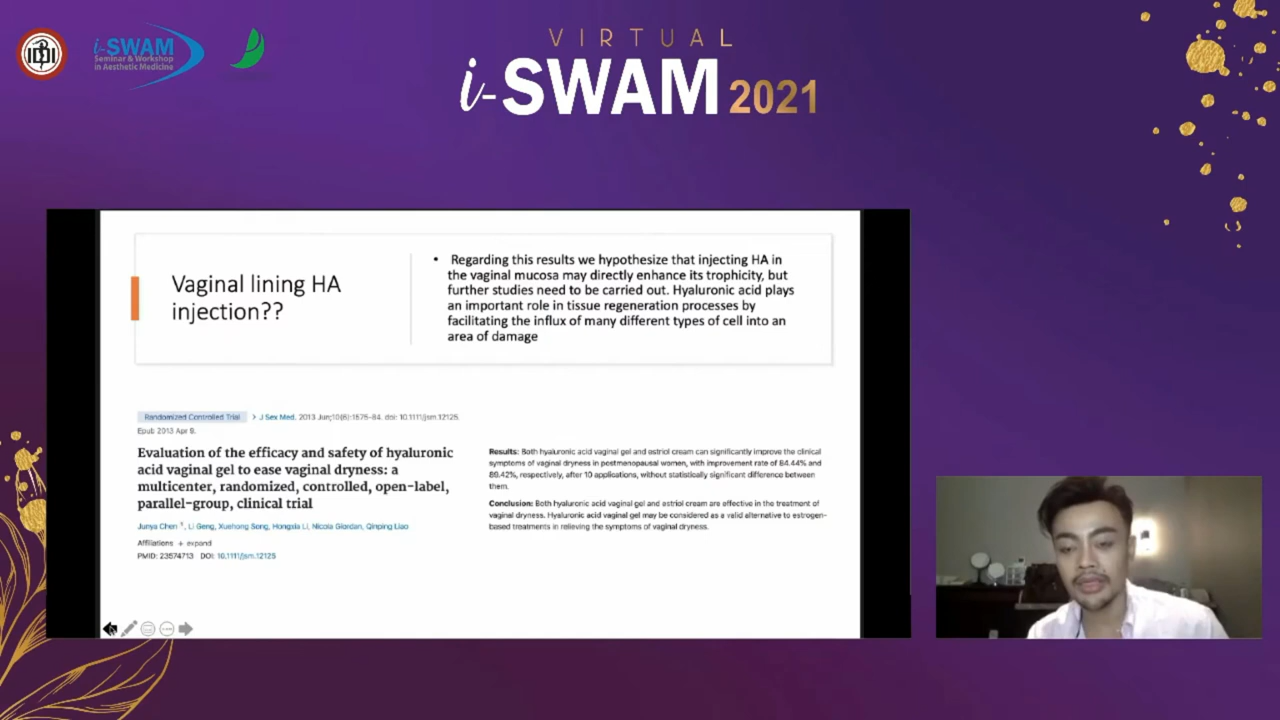 IDI
i-SWAM
Seminar & Workshop
in Aesthetic Medicine
VIRTUAL
i-SWAM 2021
Vaginal lining HA
injection??
• Regarding this results we hypothesize that injecting HA in
the vaginal mucosa may directly enhance its trophicity, but
further studies need to be carried out. Hyaluronic acid plays
an important role in tissue regeneration processes by
facilitating the influx of many different types of cell into an
area of damage
Randomized Controlled Trial > J Sex Med. 2013 Jun;10(6):1575-84. doi: 10.1111/jsm.12125.
Epub 2013 Apr 9.
Evaluation of the efficacy and safety of hyaluronic
acid vaginal gel to ease vaginal dryness: a
multicenter, randomized, controlled, open-label,
parallel-group, clinical trial
Junya Chen 1, Li Geng, Xuehong Song, Hongxia Li, Nicola Giordan, Qinping Liao
Affiliations + expand
PMID: 23574713 DOI: 10.1111/jsm.12125
Results: Both hyaluronic acid vaginal gel and estriol cream can significantly improve the clinical
symptoms of vaginal dryness in postmenopausal women, with improvement rate of 84.44% and
89.42%, respectively, after 10 applications, without statistically significant difference between
them.
Conclusion: Both hyaluronic acid vaginal gel and estriol cream are effective in the treatment of
vaginal dryness. Hyaluronic acid vaginal gel may be considered as a valid alternative to estrogen-
based treatments in relieving the symptoms of vaginal dryness.